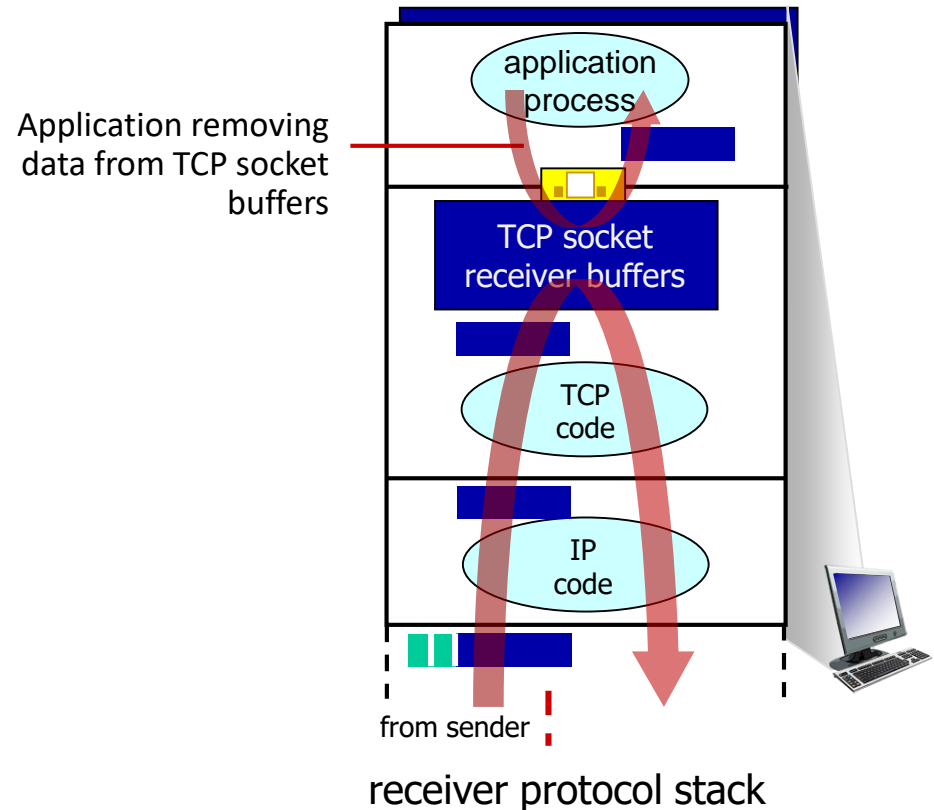 application
process
Application removing
data from TCP socket
buffers
TCP socket
receiver buffers
TCP
code
IP
code
from sender
receiver protocol stack